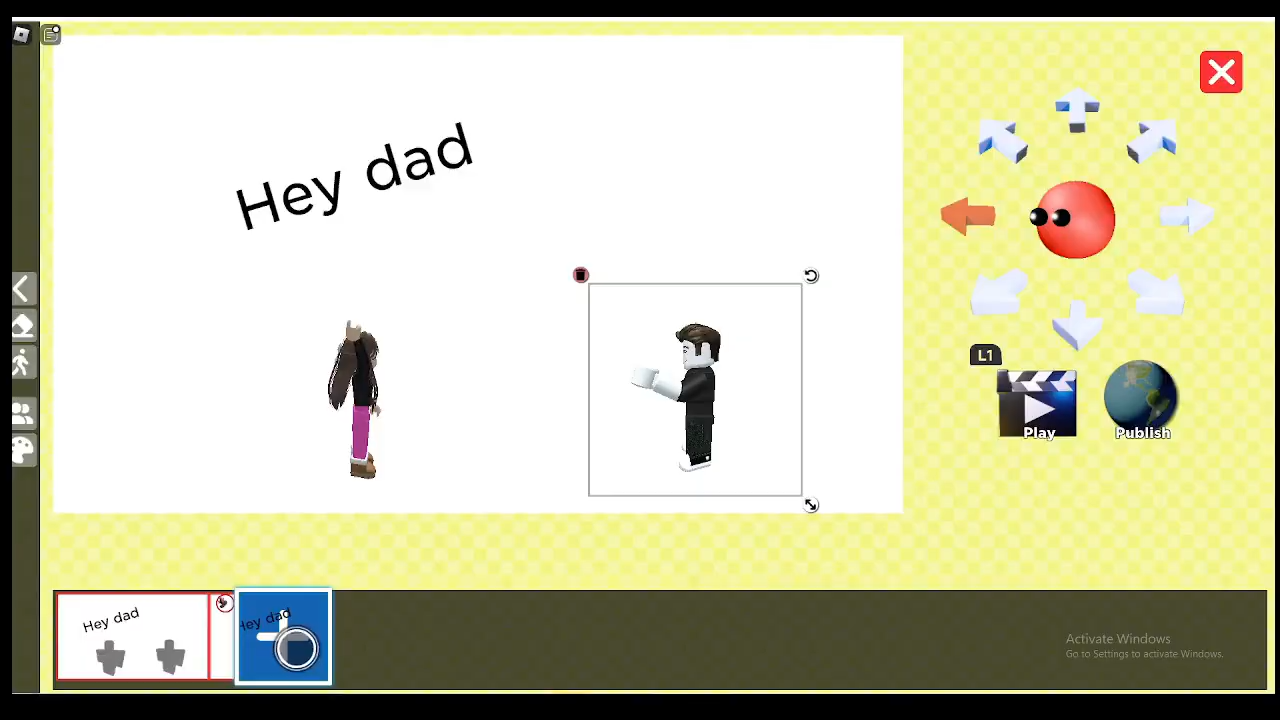 Hey dad
L1
Play
Publish
Hey dad
Hey dad
Activate Windows
Go to Settings to activate Windows.